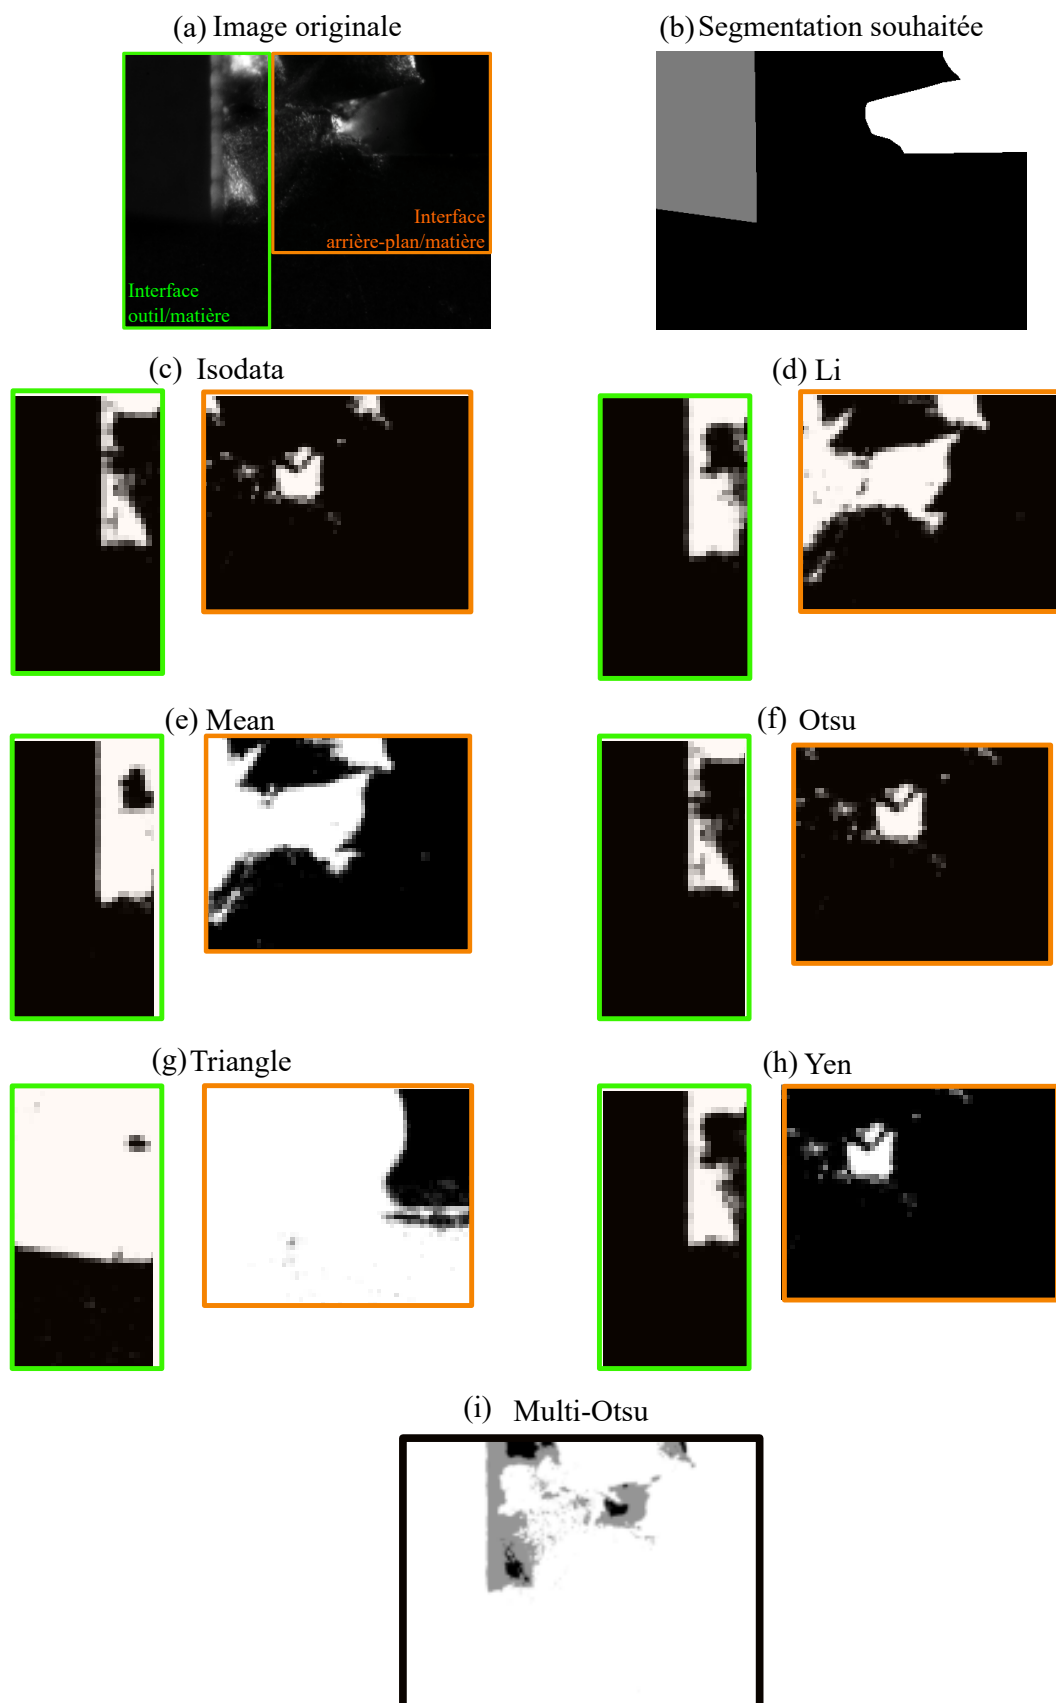 (a) Image originale
(b) Segmentation souhaitée
Interface
arrière-plan/matière
Interface
outil/matière
(c) Isodata
(d) Li
(e) Mean
(f) Otsu
(g) Triangle
(h) Yen
(i) Multi-Otsu